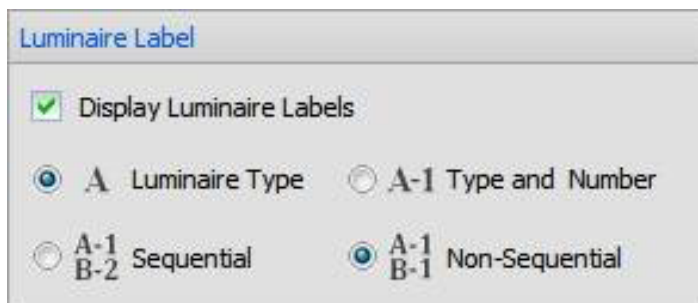 Luminaire Label
Display Luminaire Labels
A Luminaire Type
A-1 Type and Number
A-1
B-2 Sequential
A-1
B-1 Non-Sequential